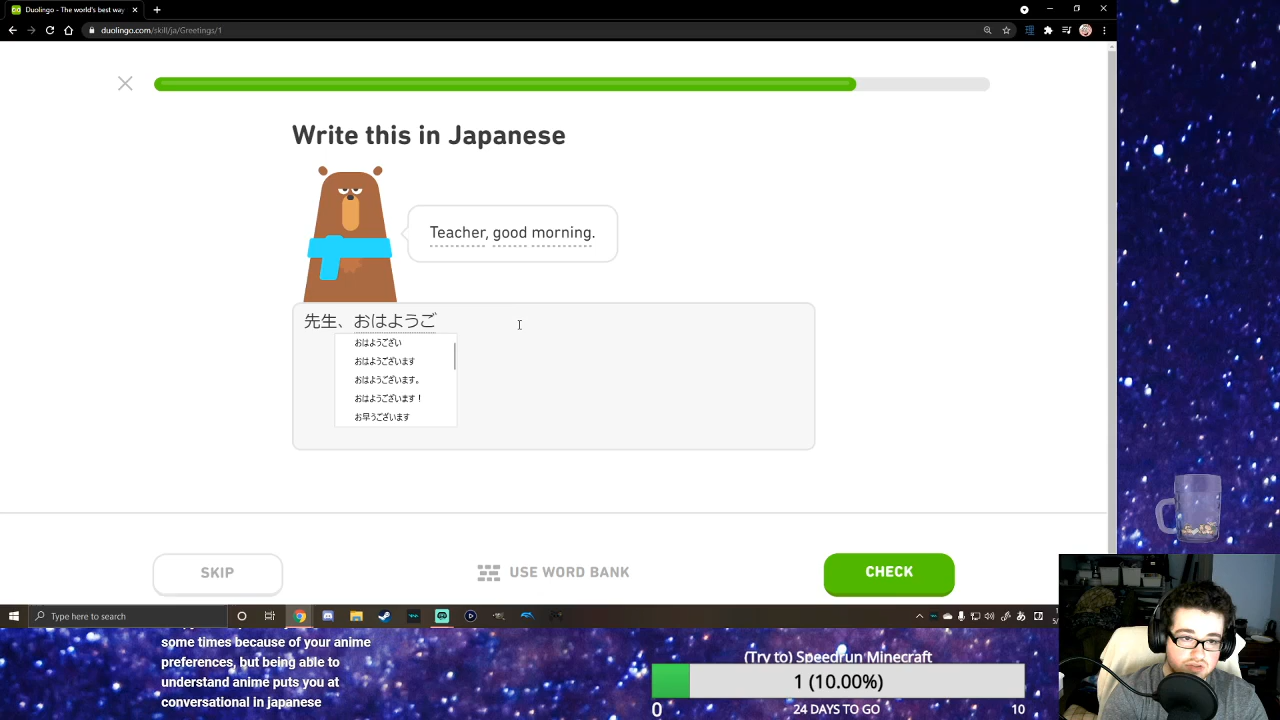 Duolingo - The world's best way
duolingo.com/skill/ja/Greetings/1
Write this in Japanese
Teacher, good morning.
先生、おはようご
おはようござい
おはようございます
おはようございます。
おはようございます！
お早うございます
SKIP
USE WORD BANK
CHECK
Type here to search
some times because of your anime
preferences, but being able to
understand anime puts you at
conversational in japanese
(Try to) Speedrun Minecraft
1 (10.00%)
0
24 DAYS TO GO
10